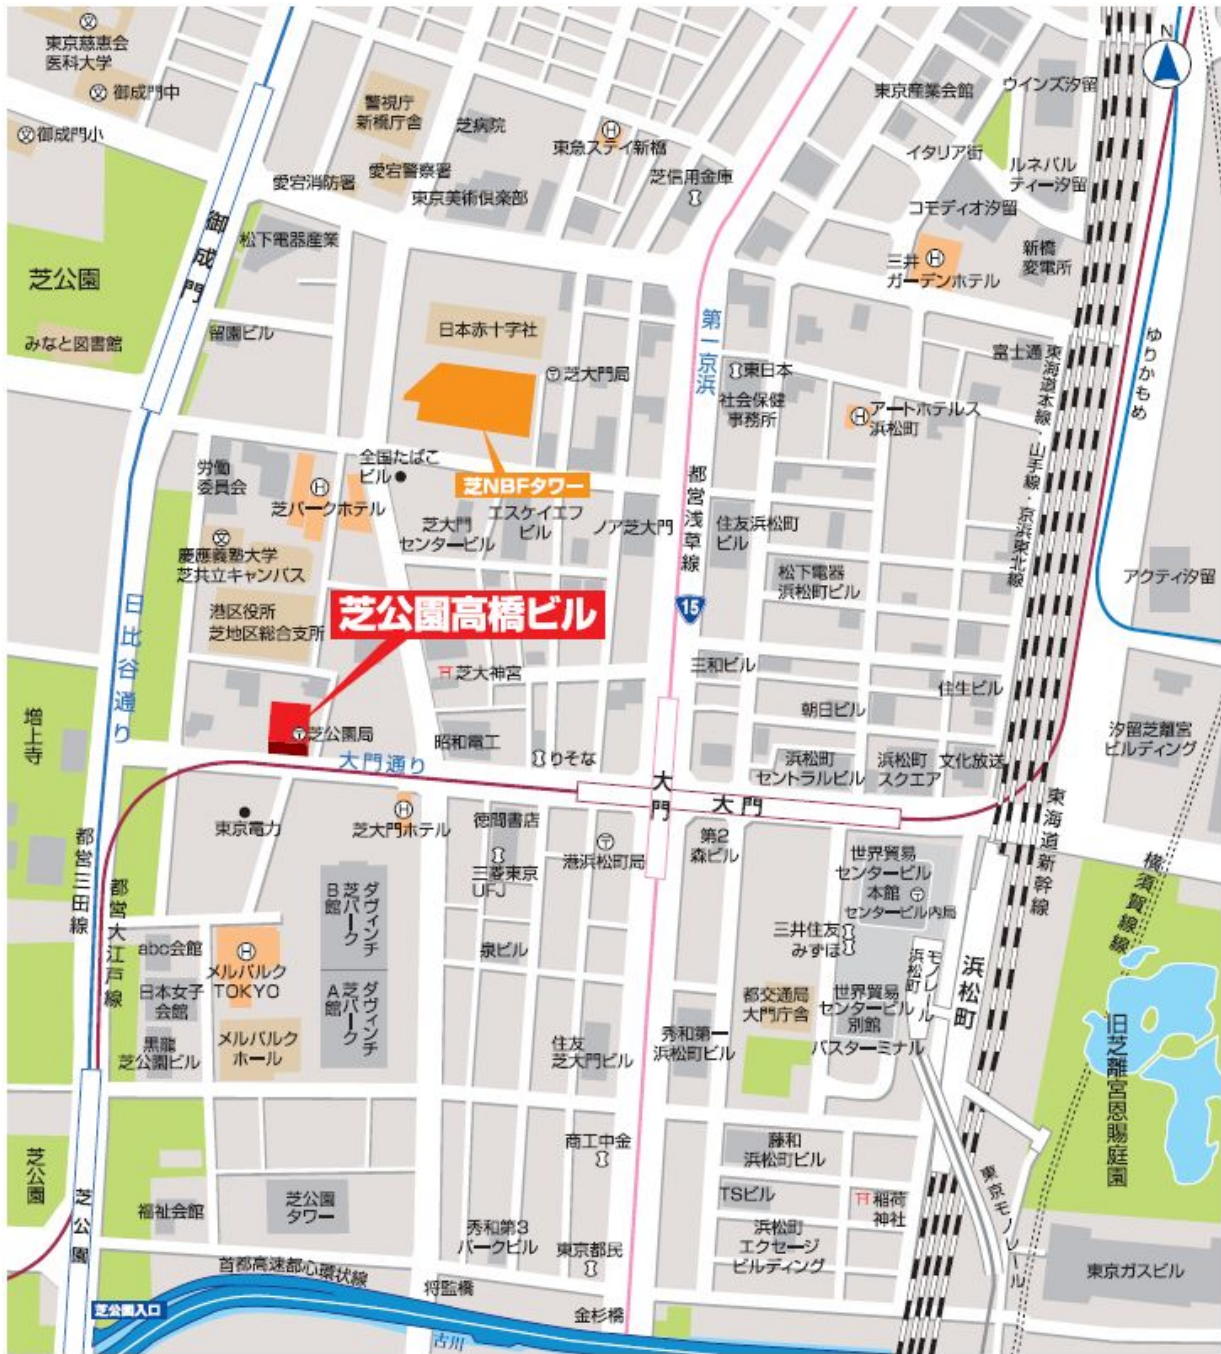 東京慈恵会
医科大学
御成門中
御成門小
警視庁
新橋庁舎
芝病院
愛宕消防署
愛宕警察署
東京美術倶楽部
東急ステイ新橋
芝信用金庫
東京産業会館
ウインズ汐留
イタリア街
ルネパル
ティー汐留
コモディオ汐留
三井
ガーデンホテル
新橋
変電所
N
御成門
松下電器産業
芝公園
みなと図書館
留園ビル
日本赤十字社
芝大門局
第一京浜
東日本
社会保健
事務所
アートホテルス
浜松町
富士通
東海道本線・山手線・京浜東北線
ゆりかもめ
労働
委員会
芝パークホテル
全国たばこ
ビル
芝NBFタワー
芝大門
センタービル
エスケイエフ
ビル
ノア芝大門
都営浅草線
住友浜松町
ビル
松下電器
浜松町ビル
アクティ汐留
慶應義塾大学
芝共立キャンパス
港区役所
芝地区総合支所
芝公園高橋ビル
15
日比谷通り
芝大神宮
三和ビル
住生ビル
朝日ビル
増上寺
芝公園局
昭和電工
りそな
大門通り
浜松町
セントラルビル
浜松町
スクエア
文化放送
汐留芝離宮
ビルディング
大門
大門
東京電力
芝大門ホテル
徳間書店
三菱東京
UFJ
港浜松町局
第2
森ビル
世界貿易
センタービル
本館
センタービル内局
東海道新幹線
横須賀線
都営三田線
都営大江戸線
ダヴィンチ
芝パーク
B館
ダヴィンチ
芝パーク
A館
abc会館
日本女子
会館
黒龍
芝公園ビル
メルパルク
TOKYO
メルパルク
ホール
泉ビル
三井住友
みずほ
モノレール
浜松町
浜松町
都交通局
大門庁舎
世界貿易
センタービル
別館
バスターミナル
住友
芝大門ビル
秀和第一
浜松町ビル
旧芝離宮恩賜庭園
芝公園
芝公園
福祉会館
芝公園
タワー
商工中金
藤和
浜松町ビル
TSビル
稲荷
神社
浜松町
エクセージ
ビルディング
東京モノレール
秀和第3
パークビル
東京都民
東京ガスビル
首都高速都心環状線
芝公園入口
将監橋
金杉橋
古川